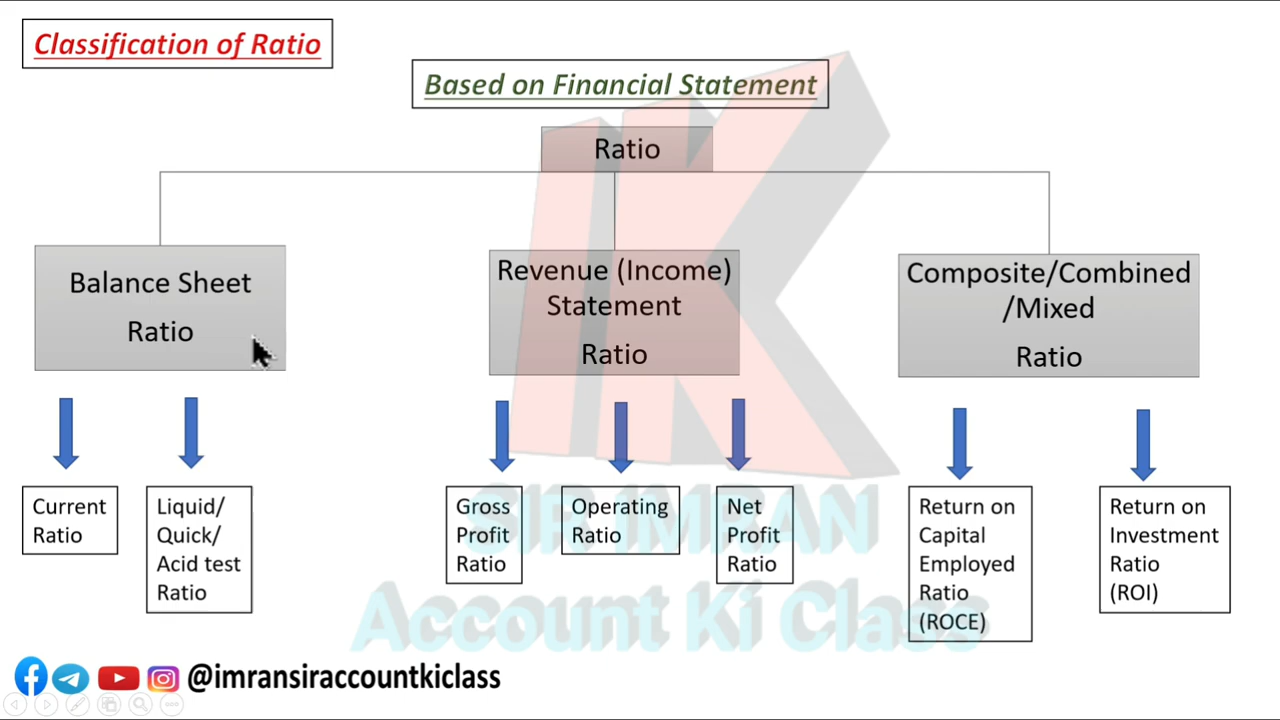 Classification of Ratio
Based on Financial Statement
Ratio
Balance Sheet
Ratio
Revenue (Income)
Statement
Ratio
Composite/Combined
/Mixed
Ratio
Current
Ratio
Liquid/
Quick/
Acid test
Ratio
Gross
Profit
Ratio
Operating
Ratio
Net
Profit
Ratio
Return on
Capital
Employed
Ratio
(ROCE)
Return on
Investment
Ratio
(ROI)
IK
SIR IMRAN
Account Ki Class
@imransiraccountkiclass